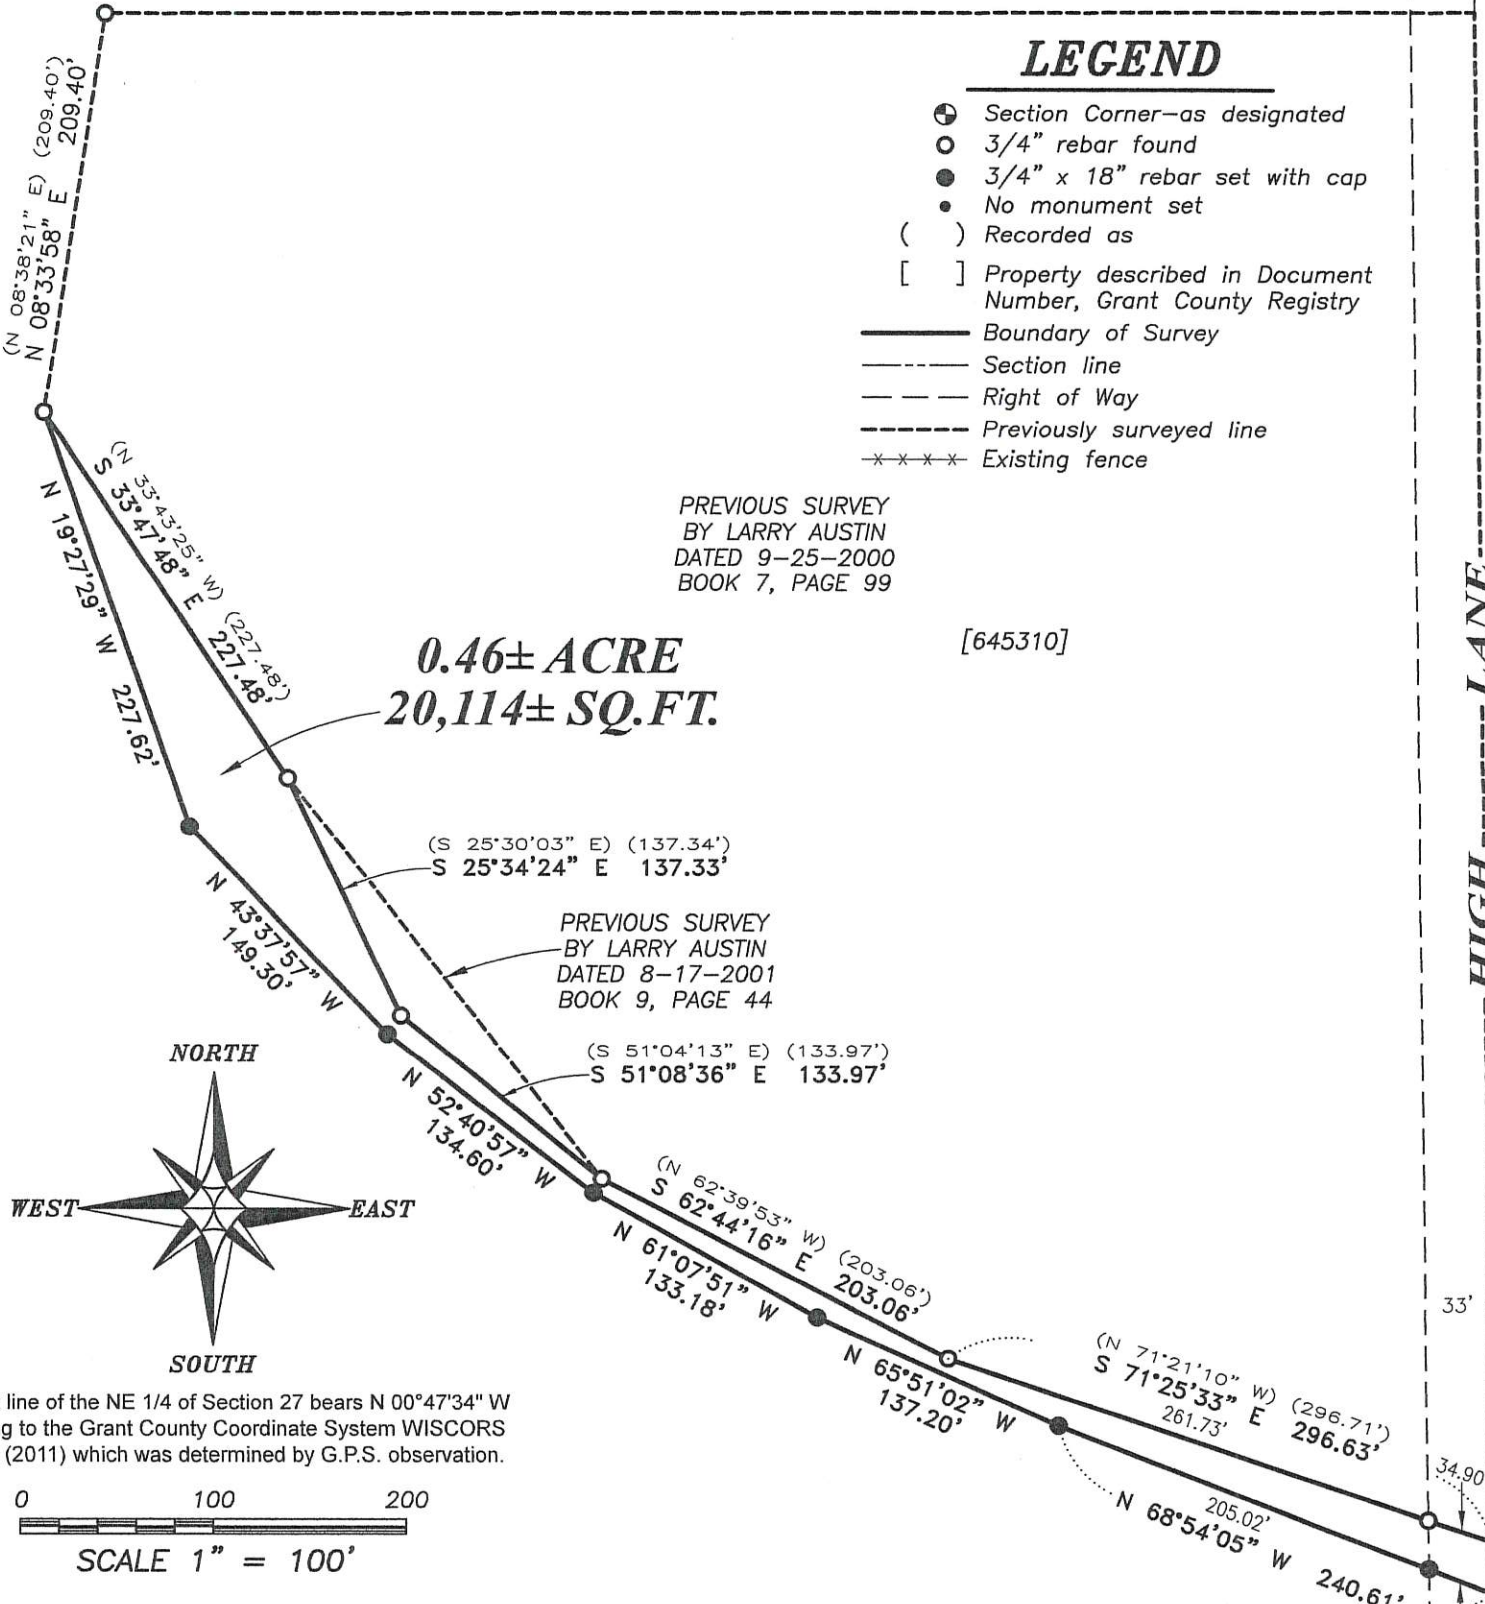 LEGEND
Section Corner–as designated
3/4" rebar found
3/4" x 18" rebar set with cap
No monument set
( ) Recorded as
[ ] Property described in Document
Number, Grant County Registry
Boundary of Survey
Section line
Right of Way
Previously surveyed line
Existing fence
(N 08°38'21" E) (209.40')
N 08°33'58" E 209.40'
(N 33°43'25" W) (227.48')
S 33°47'48" E 227.48'
N 19°27'29" W 227.62'
PREVIOUS SURVEY
BY LARRY AUSTIN
DATED 9–25–2000
BOOK 7, PAGE 99
[645310]
0.46± ACRE
20,114± SQ.FT.
HIGH LANE
(S 25°30'03" E) (137.34')
S 25°34'24" E 137.33'
N 43°37'57" W
149.30'
PREVIOUS SURVEY
BY LARRY AUSTIN
DATED 8–17–2001
BOOK 9, PAGE 44
(S 51°04'13" E) (133.97')
S 51°08'36" E 133.97'
N 52°40'57" W
134.60'
NORTH
WEST
EAST
SOUTH
(N 62°39'53" W) (203.06')
S 62°44'16" E 203.06'
N 61°07'51" W
133.18'
33'
(N 71°21'10" W) (296.71')
S 71°25'33" E 296.63'
261.73'
N 65°51'02" W
137.20'
34.90
205.02'
N 68°54'05" W 240.61'
line of the NE 1/4 of Section 27 bears N 00°47'34" W
g to the Grant County Coordinate System WISCORS
(2011) which was determined by G.P.S. observation.
0 100 200
SCALE 1" = 100'